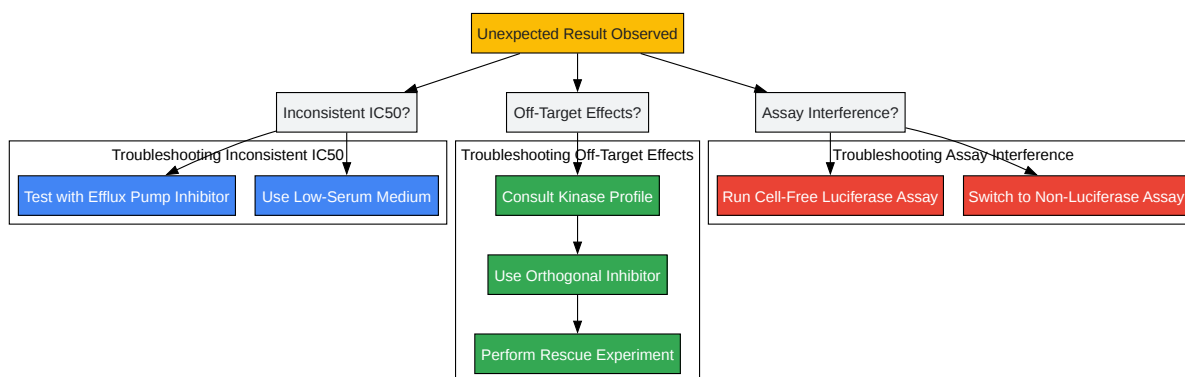 Unexpected Result Observed
Inconsistent IC50?
Off-Target Effects?
Assay Interference?
Troubleshooting Inconsistent IC50
Troubleshooting Off-Target Effects
Troubleshooting Assay Interference
Test with Efflux Pump Inhibitor
Use Low-Serum Medium
Consult Kinase Profile
Run Cell-Free Luciferase Assay
Switch to Non-Luciferase Assay
Use Orthogonal Inhibitor
Perform Rescue Experiment